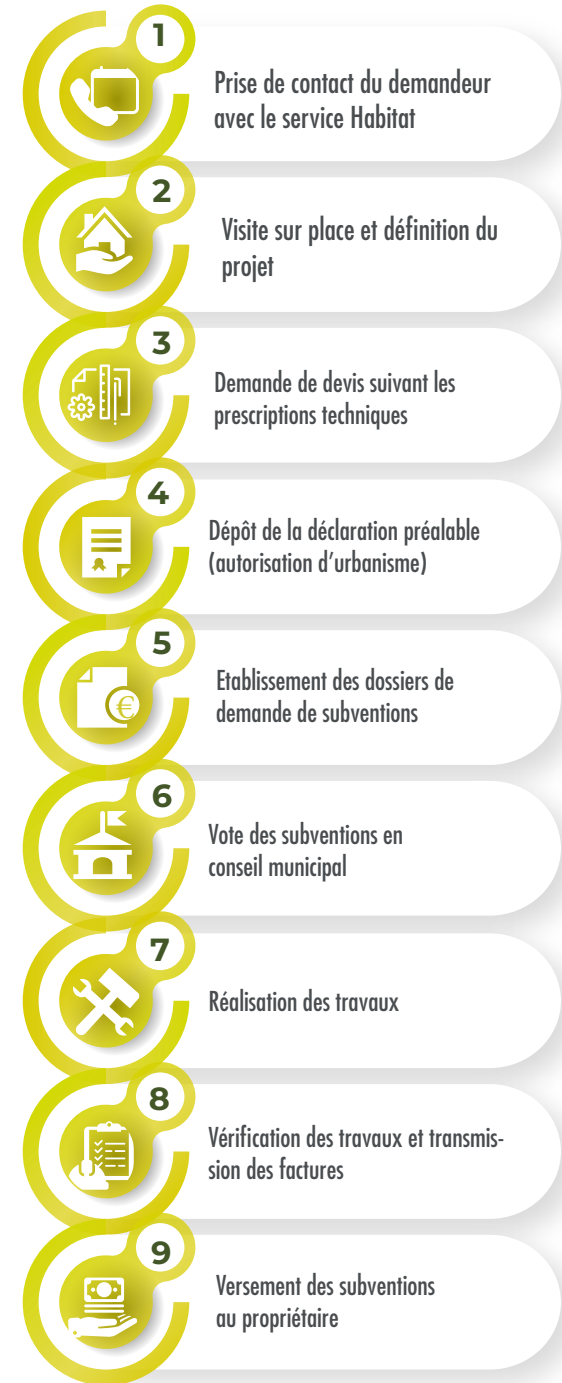 1
Prise de contact du demandeur
avec le service Habitat
2
Visite sur place et définition du
projet
3
Demande de devis suivant les
prescriptions techniques
4
Dépôt de la déclaration préalable
(autorisation d’urbanisme)
5
€
Etablissement des dossiers de
demande de subventions
6
Vote des subventions en
conseil municipal
7
Réalisation des travaux
8
Vérification des travaux et transmis-
sion des factures
9
Versement des subventions
au propriétaire